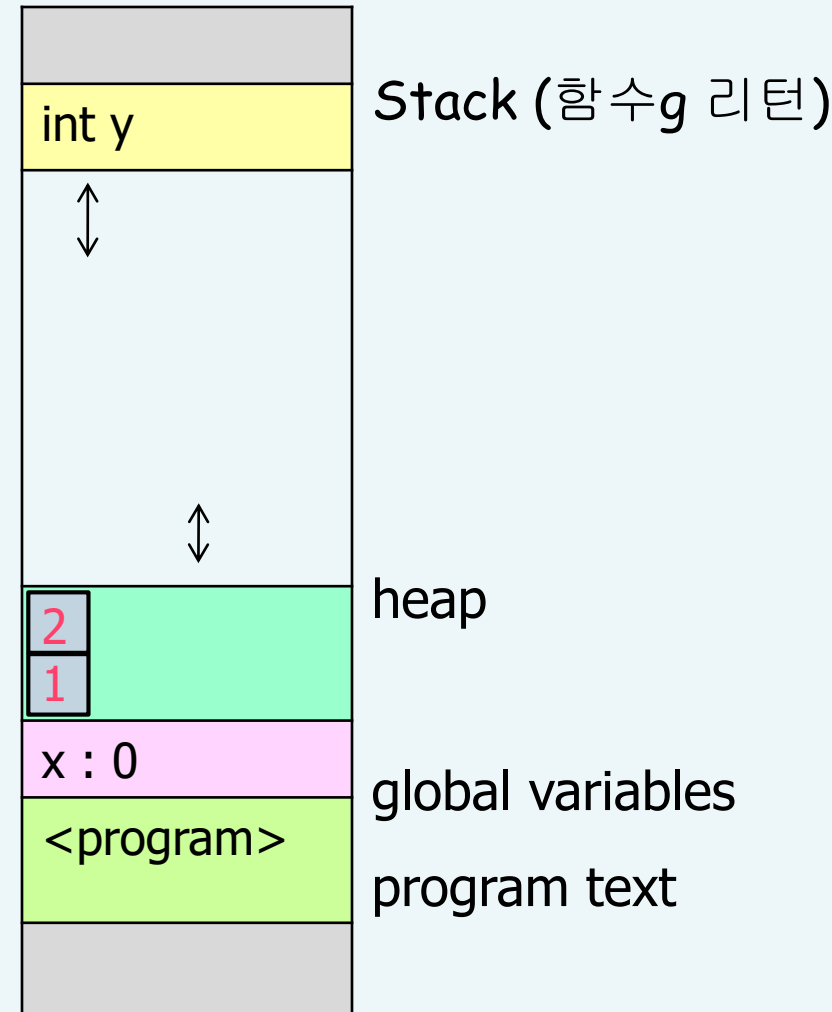 Stack (함수g 리턴)
int y
heap
2
1
x : 0
global variables
<program>
program text